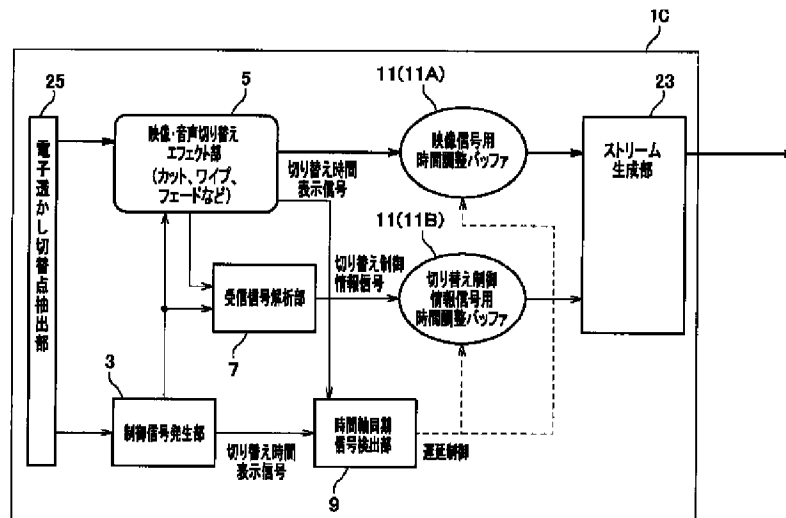 1C
25
電子透かし切替点抽出部
5
映像・音声切り替え
エフェクト部
(カット、ワイプ、
フェードなど)
切り替え時間
表示信号
11(11A)
映像信号用
時間調整バッファ
23
ストリーム
生成部
11(11B)
切り替え制御
情報信号用
時間調整バッファ
切り替え制御
情報信号
受信信号解析部
7
3
制御信号発生部
切り替え時間
表示信号
時間軸同期
信号検出部
9
遅延制御